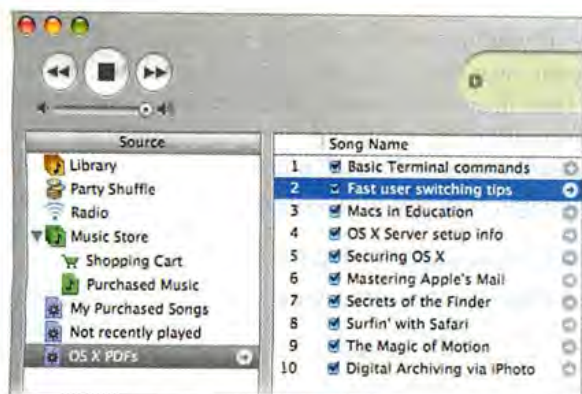 Source
Library
Party Shuffle
Radio
Music Store
Shopping Cart
Purchased Music
My Purchased Songs
Not recently played
OS X PDFs
Song Name
1 Basic Terminal commands
2 Fast user switching tips
3 Macs in Education
4 OS X Server setup info
5 Securing OS X
6 Mastering Apple's Mail
7 Secrets of the Finder
8 Surfin' with Safari
9 The Magic of Motion
10 Digital Archiving via iPhoto